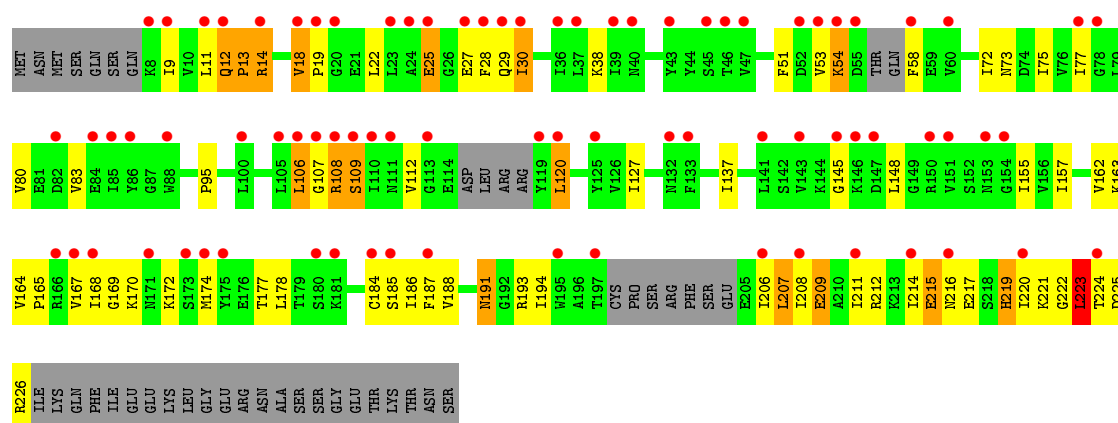 MET ASN MET SER GLN SER GLN K8 I9 V10 L11 Q12 P13 R14 V18 P19 G20 E21 L22 L23 A24 E25 G26 E27 F28 Q29 I30 I36 L37 K38 I39 N40 Y43 Y44 S45 T46 V47 F51 D52 V53 K54 D55 THR GLN F58 E59 V60 I72 N73 D74 I75 V76 I77 G78 L79
V80 E81 D82 V83 E84 I85 Y86 G87 W88 P95 L100 L105 L106 G107 R108 S109 I110 N111 V112 G113 E114 ASP LEU ARG ARG Y119 L120 Y125 V126 I127 N132 F133 I137 L141 S142 V143 K144 G145 K146 D147 L148 G149 R150 V151 S152 N153 G154 I155 V156 I157 V162 K163
V164 P165 R166 V167 I168 G169 K170 N171 K172 S173 M174 Y175 E176 T177 L178 T179 S180 K181 C184 S185 I186 F187 V188 N191 G192 R193 I194 W195 A196 T197 CYS PRO SER ARG PHE SER GLU E205 I206 L207 I208 E209 A210 I211 R212 K213 I214 E215 N216 E217 S218 H219 I220 K221 G222 L223 T224
R226 ILE LYS GLN PHE ILE GLU GLU LYS LEU GLY GLU ARG ASN ALA SER SER GLY GLU THR LYS THR ASN SER